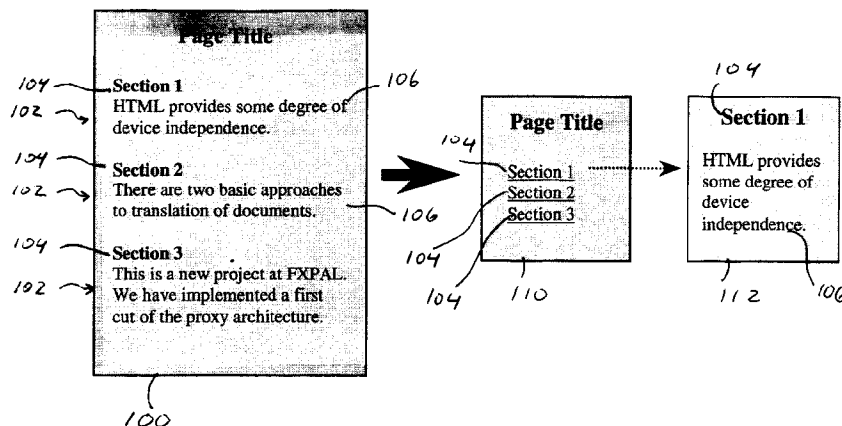 Page Title
104
Section 1
106
102
HTML provides some degree of
device independence.
104
Section 2
102
There are two basic approaches
to translation of documents.
106
104
Section 3
102
This is a new project at FXPAL.
We have implemented a first
cut of the proxy architecture.
100
Page Title
104
Section 1
Section 2
Section 3
104
104
110
104
Section 1
HTML provides
some degree of
device
independence.
112
106